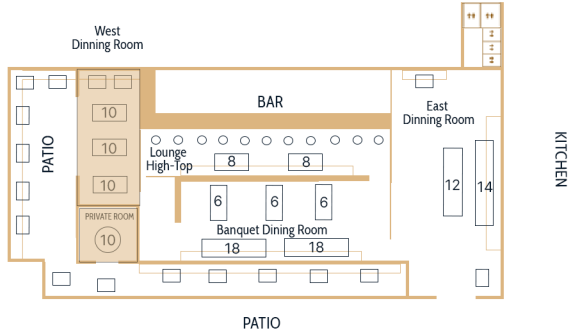 West
Dinning Room
BAR
East
Dinning Room
KITCHEN
PATIO
10
10
10
Lounge
High-Top
8
8
12
14
6
6
6
PRIVATE ROOM
10
Banquet Dining Room
18
18
PATIO